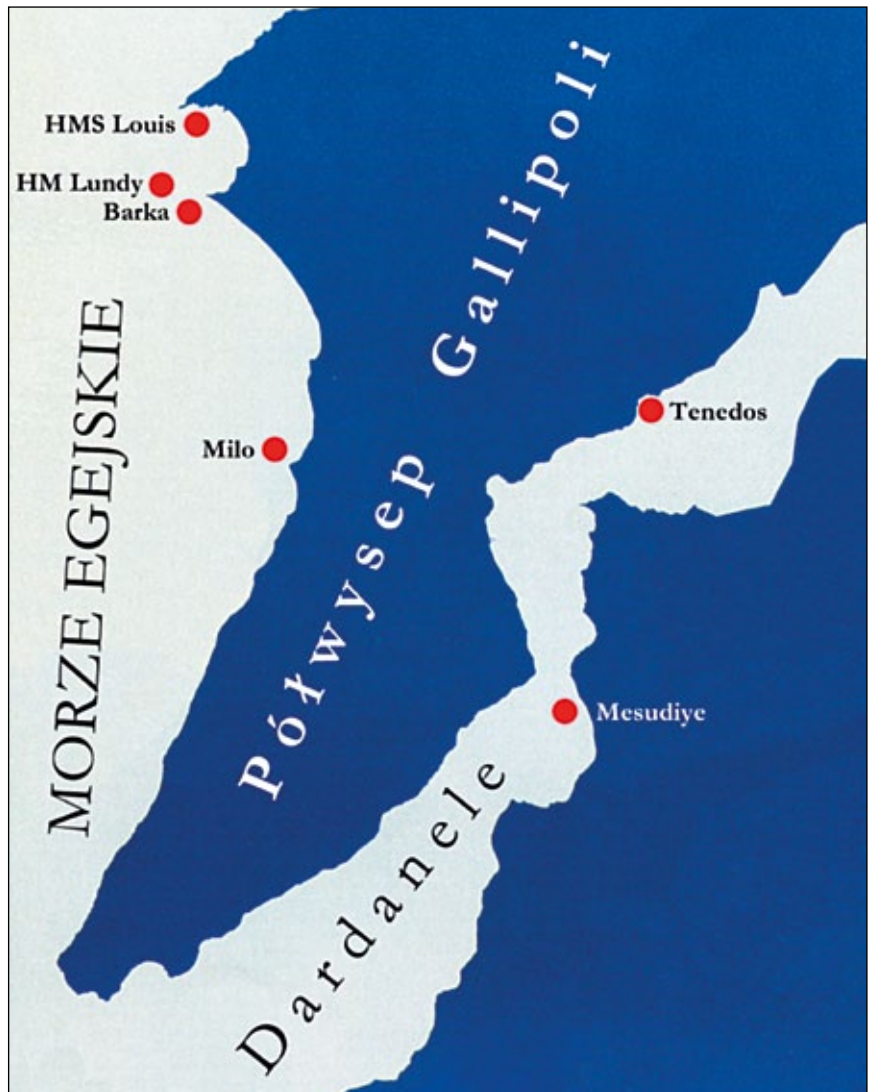 HMS Louis
HM Lundy
Barka
MORZE EGEJSKIE
Milo
Półwysep Gallipoli
Tenedos
Mesudiye
Dardanele